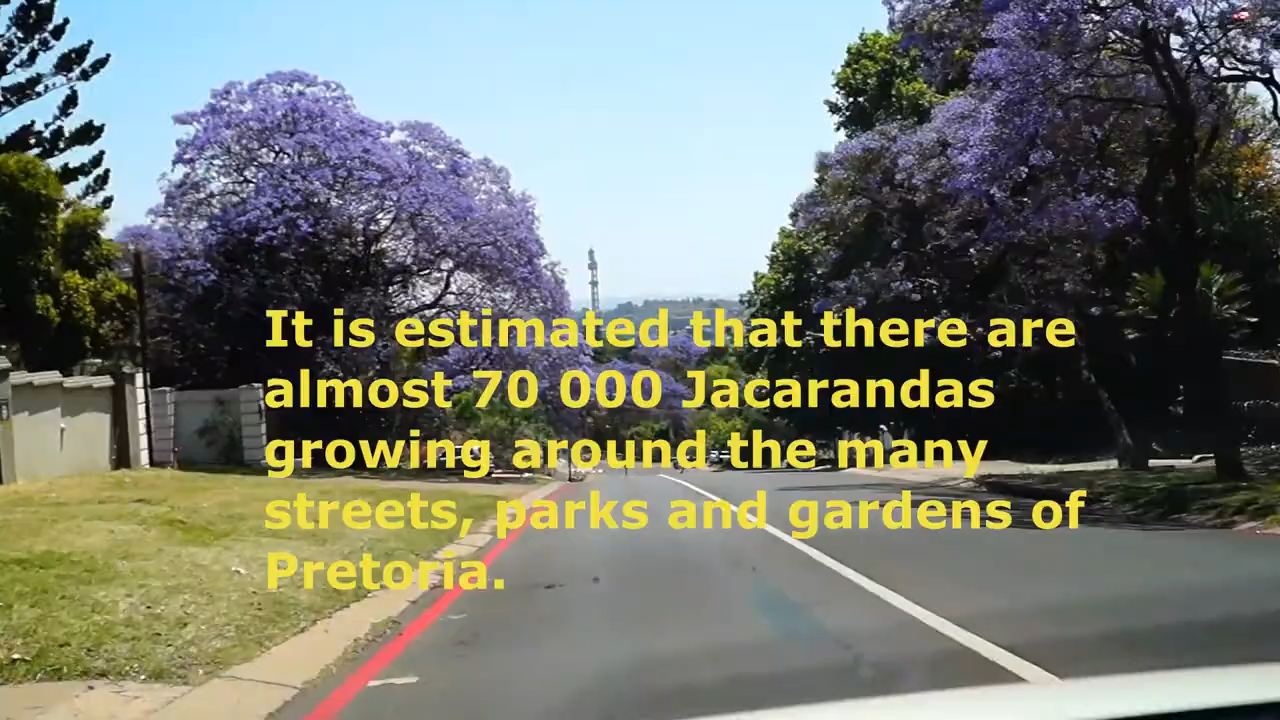 It is estimated that there are
almost 70 000 Jacarandas
growing around the many
streets, parks and gardens of
Pretoria.